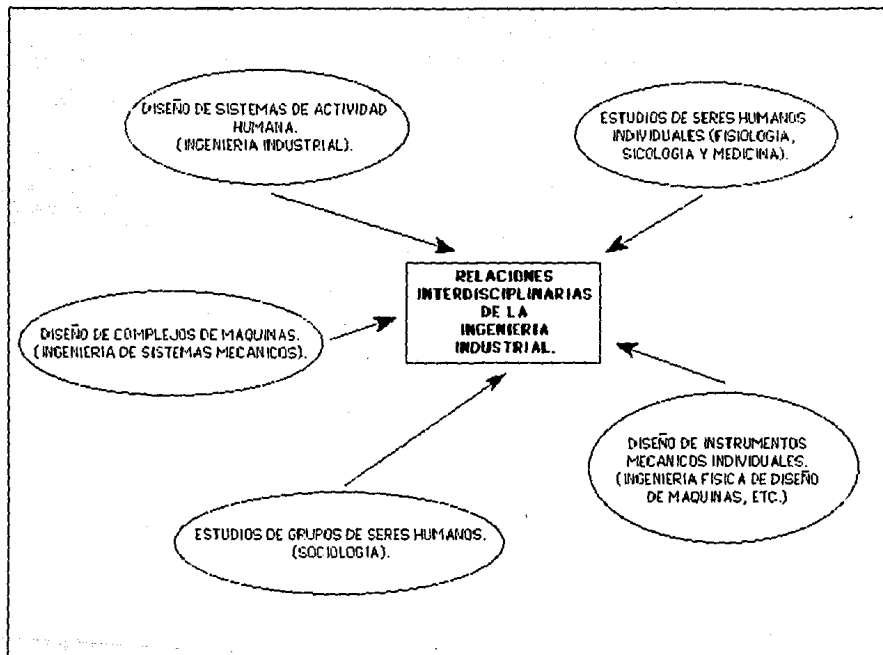 DISEÑO DE SISTEMAS DE ACTIVIDAD
HUMANA.
(INGENIERIA INDUSTRIAL).
ESTUDIOS DE SERES HUMANOS
INDIVIDUALES (FISIOLOGIA,
SICOLOGIA Y MEDICINA).
RELACIONES
INTERDISCIPLINARIAS
DE LA
INGENIERIA
INDUSTRIAL.
DISEÑO DE COMPLEJOS DE MAQUINAS.
(INGENIERIA DE SISTEMAS MECANICOS).
DISEÑO DE INSTRUMENTOS
MECANICOS INDIVIDUALES.
(INGENIERIA FISICA DE DISEÑO
DE MAQUINAS, ETC.)
ESTUDIOS DE GRUPOS DE SERES HUMANOS.
(SOCIOLOGIA).